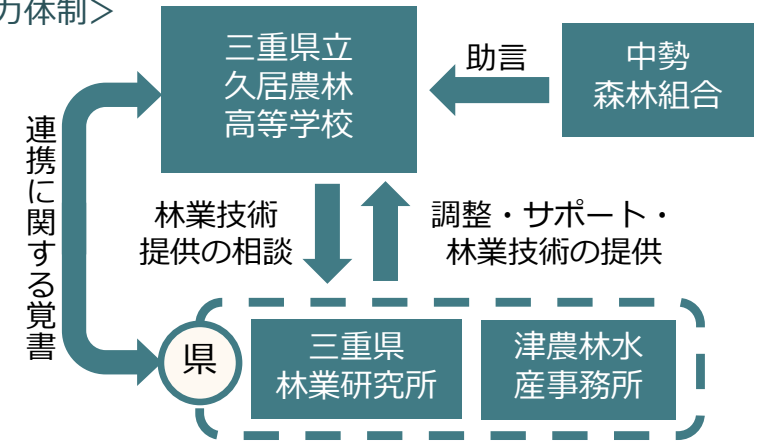 力体制>
三重県立
久居農林
高等学校
助言
中勢
森林組合
連携に関する覚書
林業技術
提供の相談
調整・サポート・
林業技術の提供
県
三重県
林業研究所
津農林水
産事務所